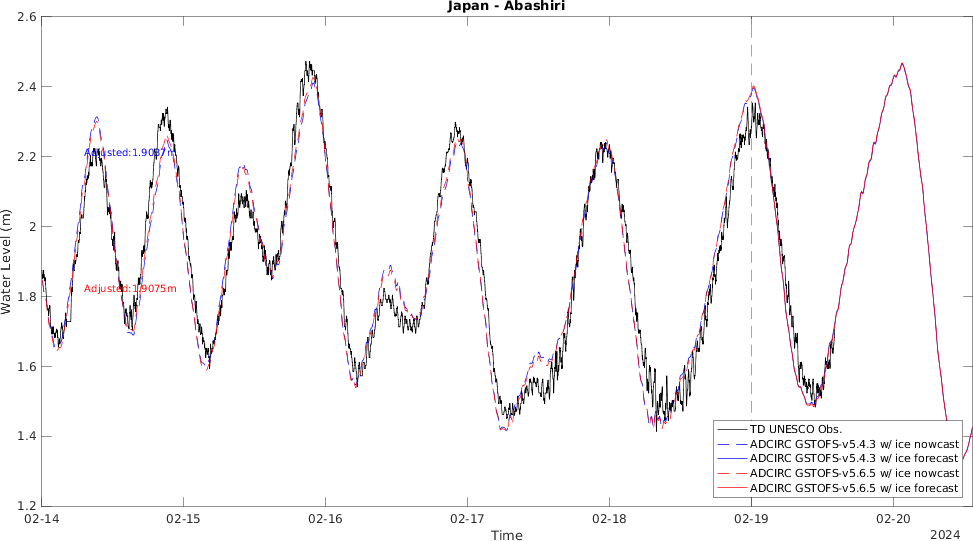 Japan - Abashiri
2.6
2.4
2.2
2
1.8
1.6
1.4
1.2
Water Level (m)
Adjusted:1.9087m
Adjusted:1.9075m
TD UNESCO Obs.
ADCIRC GSTOFS-v5.4.3 w/ ice nowcast
ADCIRC GSTOFS-v5.4.3 w/ ice forecast
ADCIRC GSTOFS-v5.6.5 w/ ice nowcast
ADCIRC GSTOFS-v5.6.5 w/ ice forecast
02-14 02-15 02-16 02-17 02-18 02-19 02-20
Time
2024